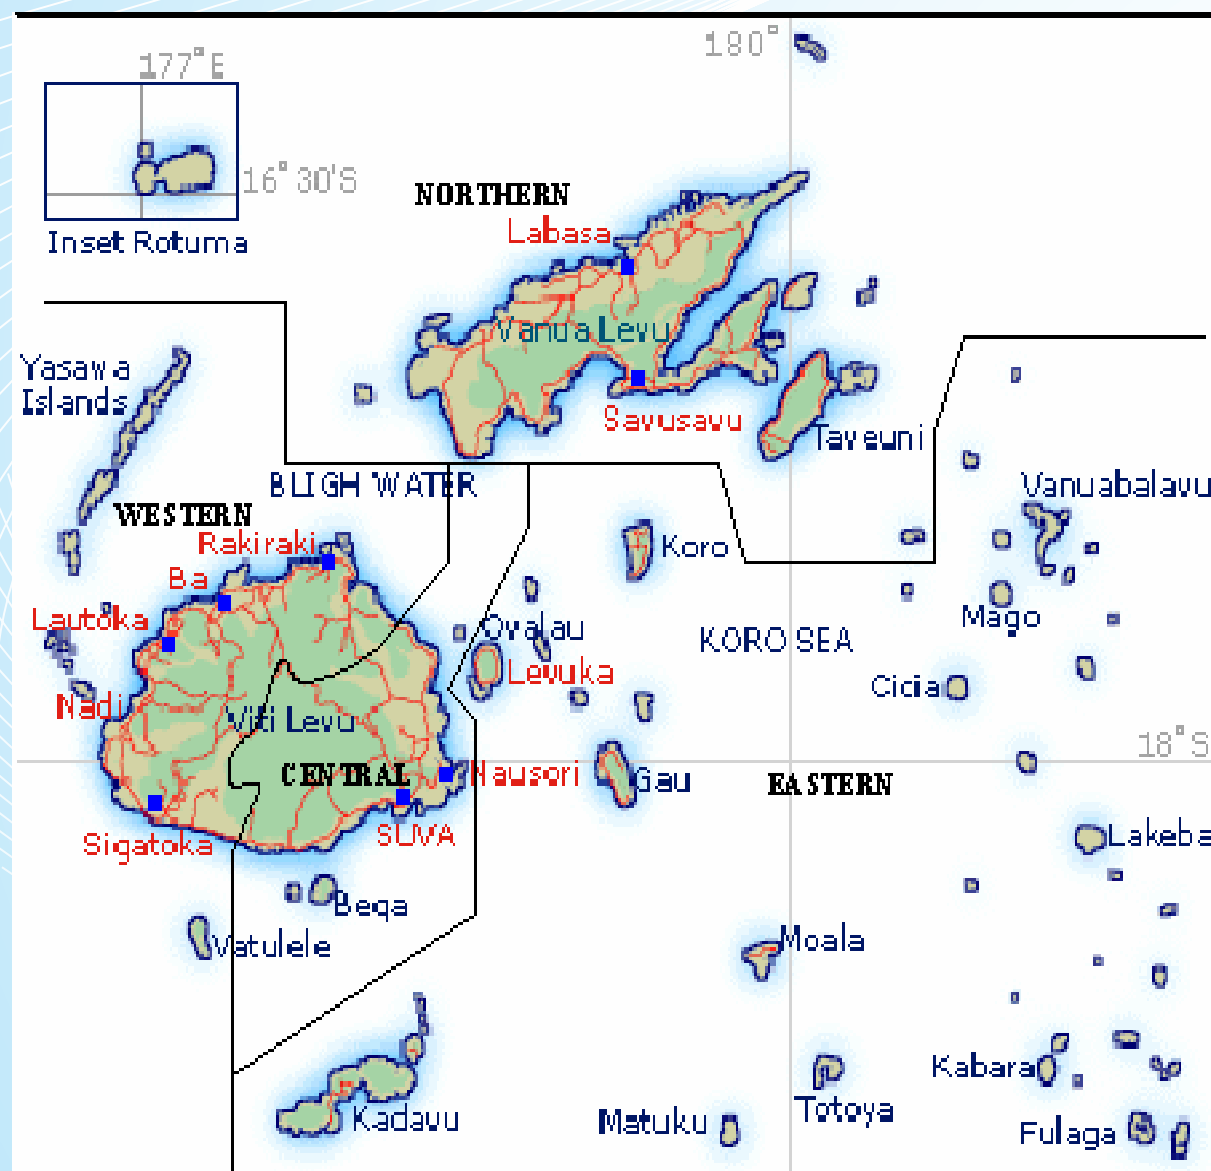 180°
177°E
16°30'S
NORTHERN
Inset Rotuma
Labasa
Vanua Levu
Yasawa
Islands
Savusavu
Taveuni
BLIGH WATER
Vanuabalavu
WESTERN
Rakiraki
Koro
Ba
Lautoka
Ovalau
KORO SEA
Mago
Levuka
Cicia
Nadi
Viti Levu
18°S
CENTRAL
Nausori
Gau
EASTERN
Sigatoka
SUVA
Lakeba
Beqa
Vatulele
Moala
Kabara
Kadavu
Matuku
Totoya
Fulaga